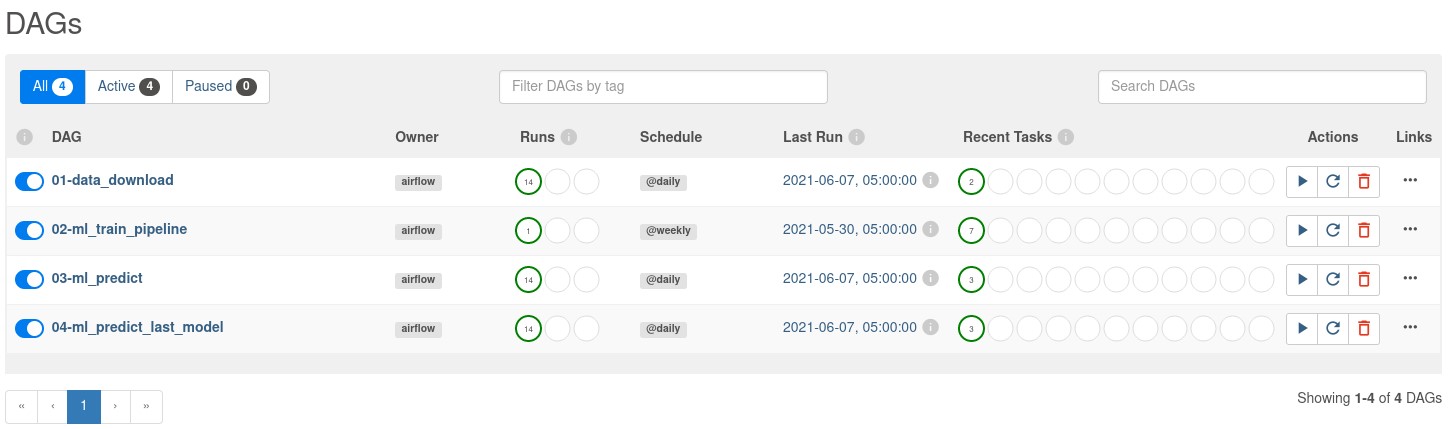 DAGs
All 4 Active 4 Paused 0 Filter DAGs by tag Search DAGs
i DAG Owner Runs i Schedule Last Run i Recent Tasks i Actions Links
01-data_download airflow 14 @daily 2021-06-07, 05:00:00 i 2 ...
02-ml_train_pipeline airflow 1 @weekly 2021-05-30, 05:00:00 i 7 ...
03-ml_predict airflow 14 @daily 2021-06-07, 05:00:00 i 3 ...
04-ml_predict_last_model airflow 14 @daily 2021-06-07, 05:00:00 i 3 ...
« ‹ 1 › » Showing 1-4 of 4 DAGs